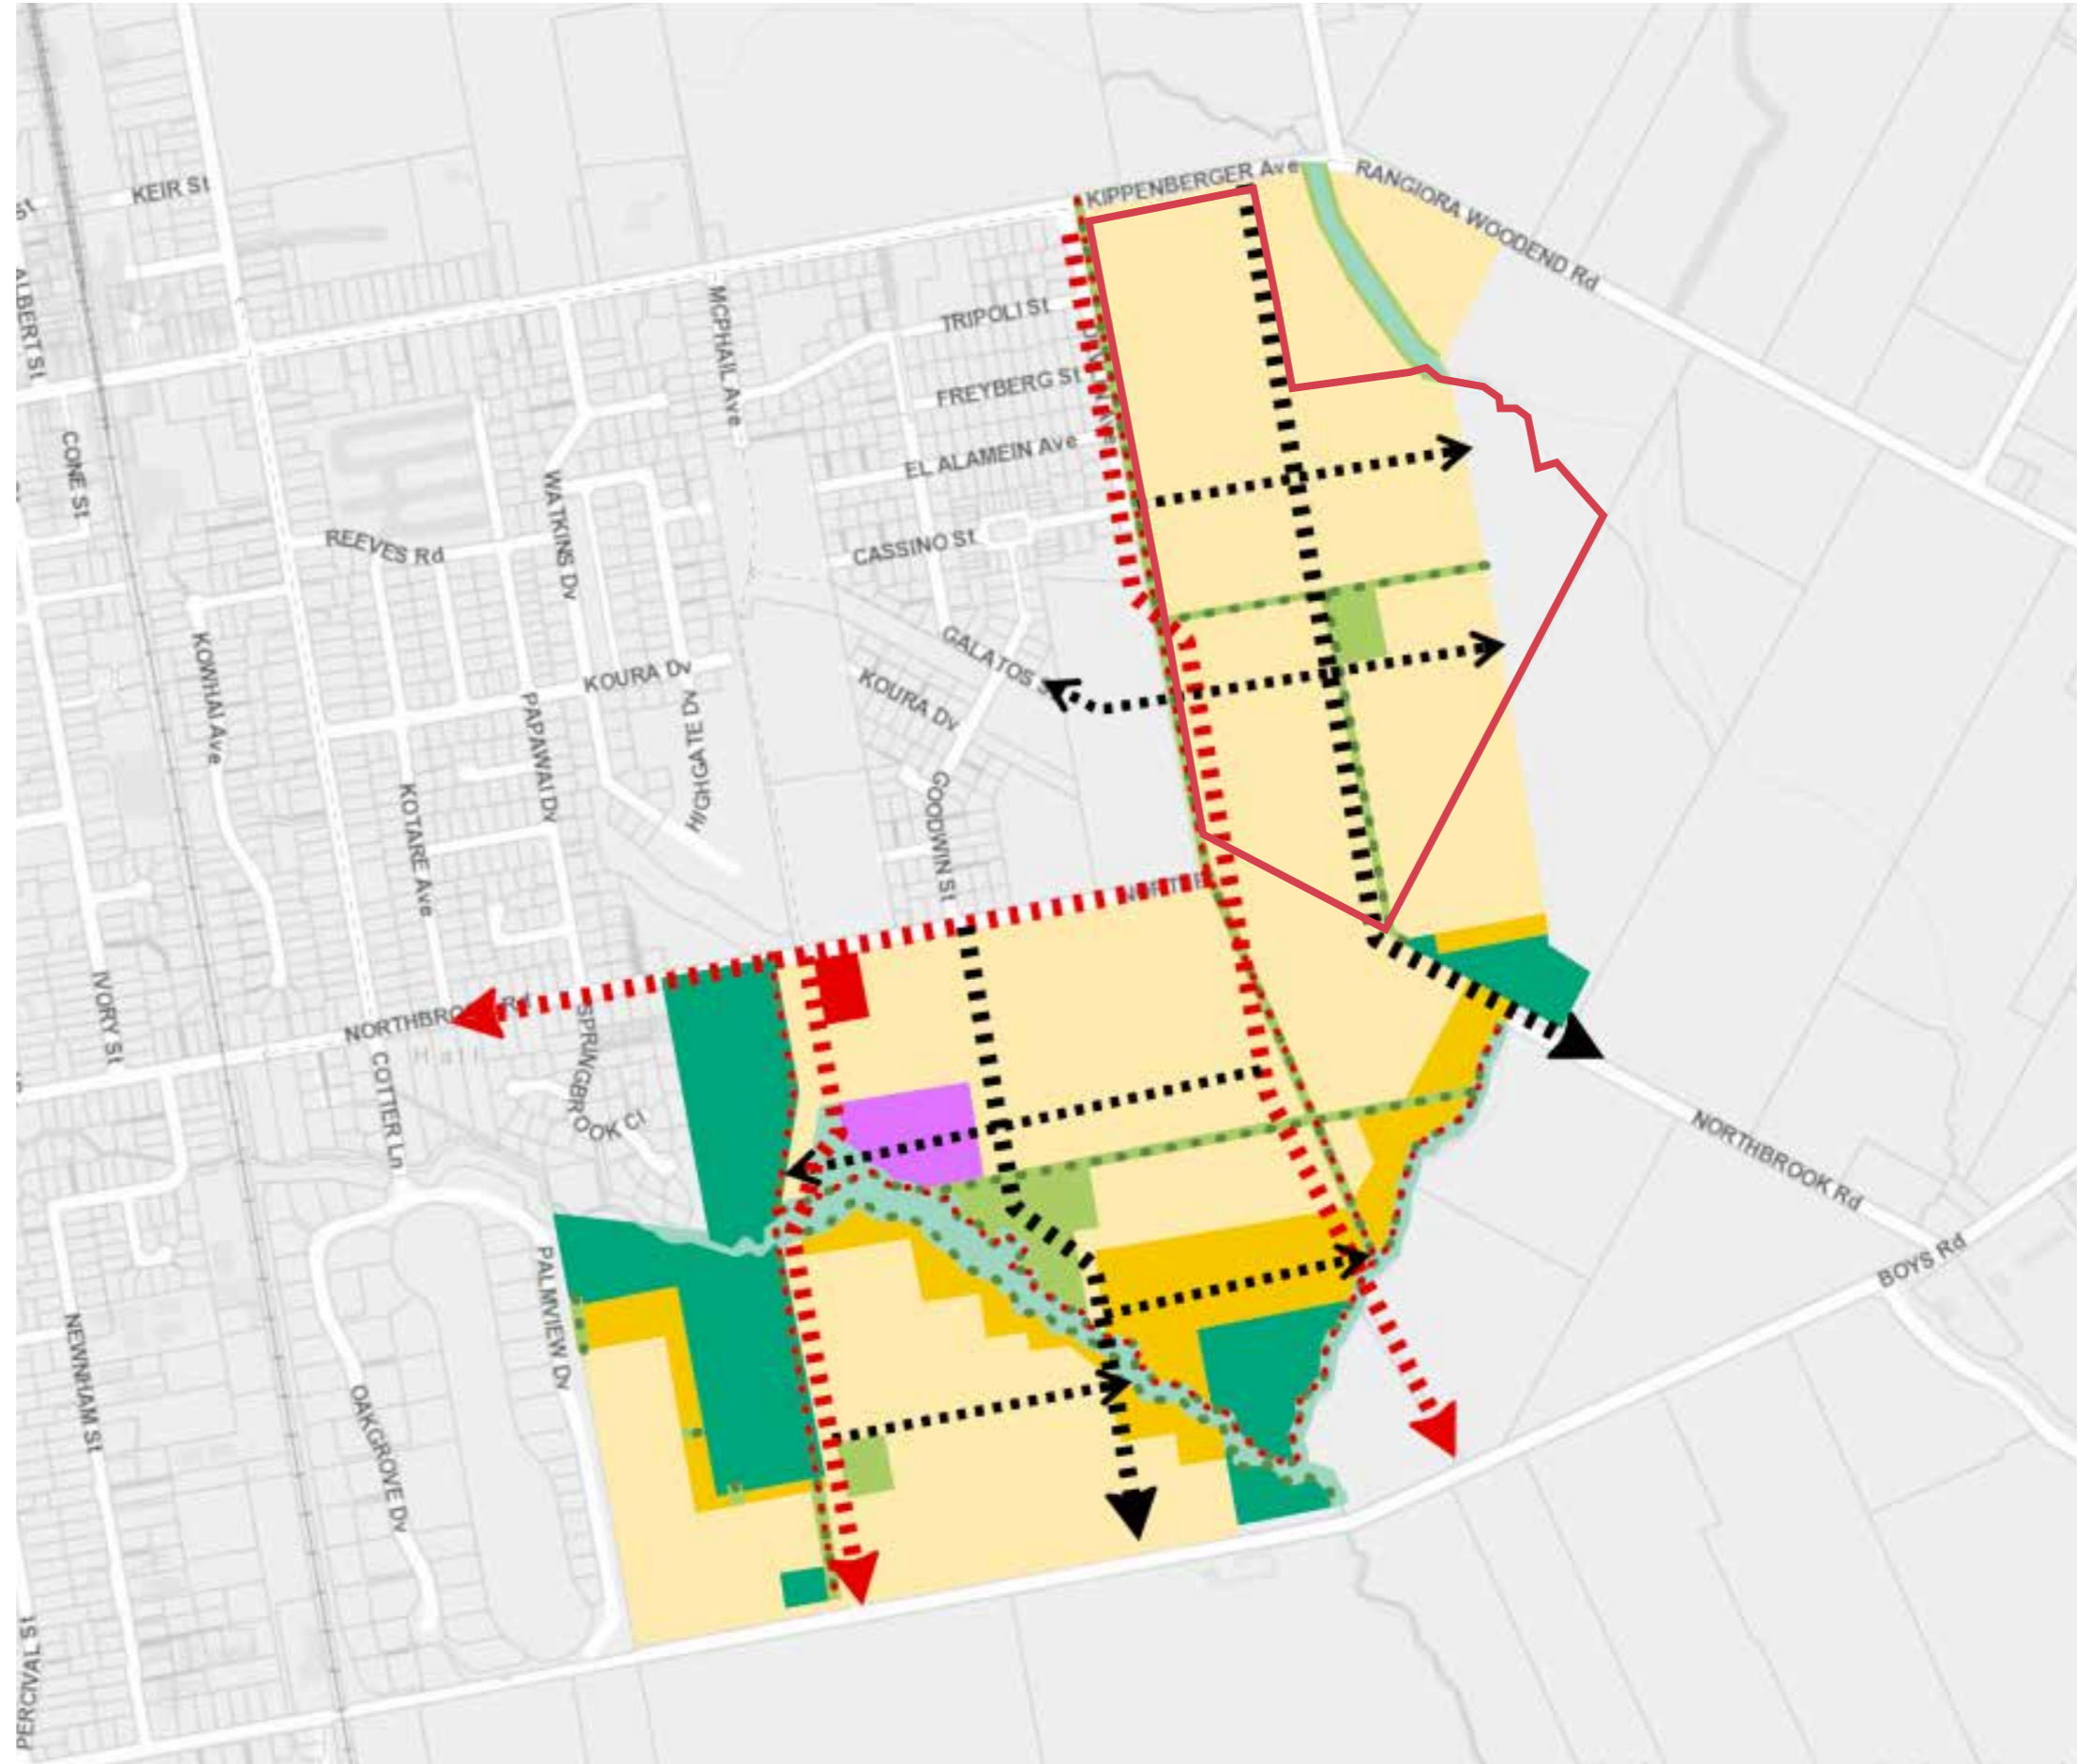 KEIR St
St
KIPPENBERGER Ave
RANGIORA WOODEND Rd
ALBERT St
MCPHAIL Ave
TRIPOLI St
FREYBERG St
EL ALAMEIN Ave
CONE St
WATKINS Dv
REEVES Rd
CASSINO St
KOWHAI Ave
GALATOS
KOURA Dv
KOURA Dv
PAPAWAI Dv
HIGHGATE Dv
KOTARE Ave
GOODWIN St
IVORY St
NORTHBRO
Rd
Hall
SPRINGBROOK Cl
COTTER Ln
NORTHBROOK Rd
BOYS Rd
PALMVIEW Dv
NEWNHAM St
OAKGROVE Dv
PERCIVAL St